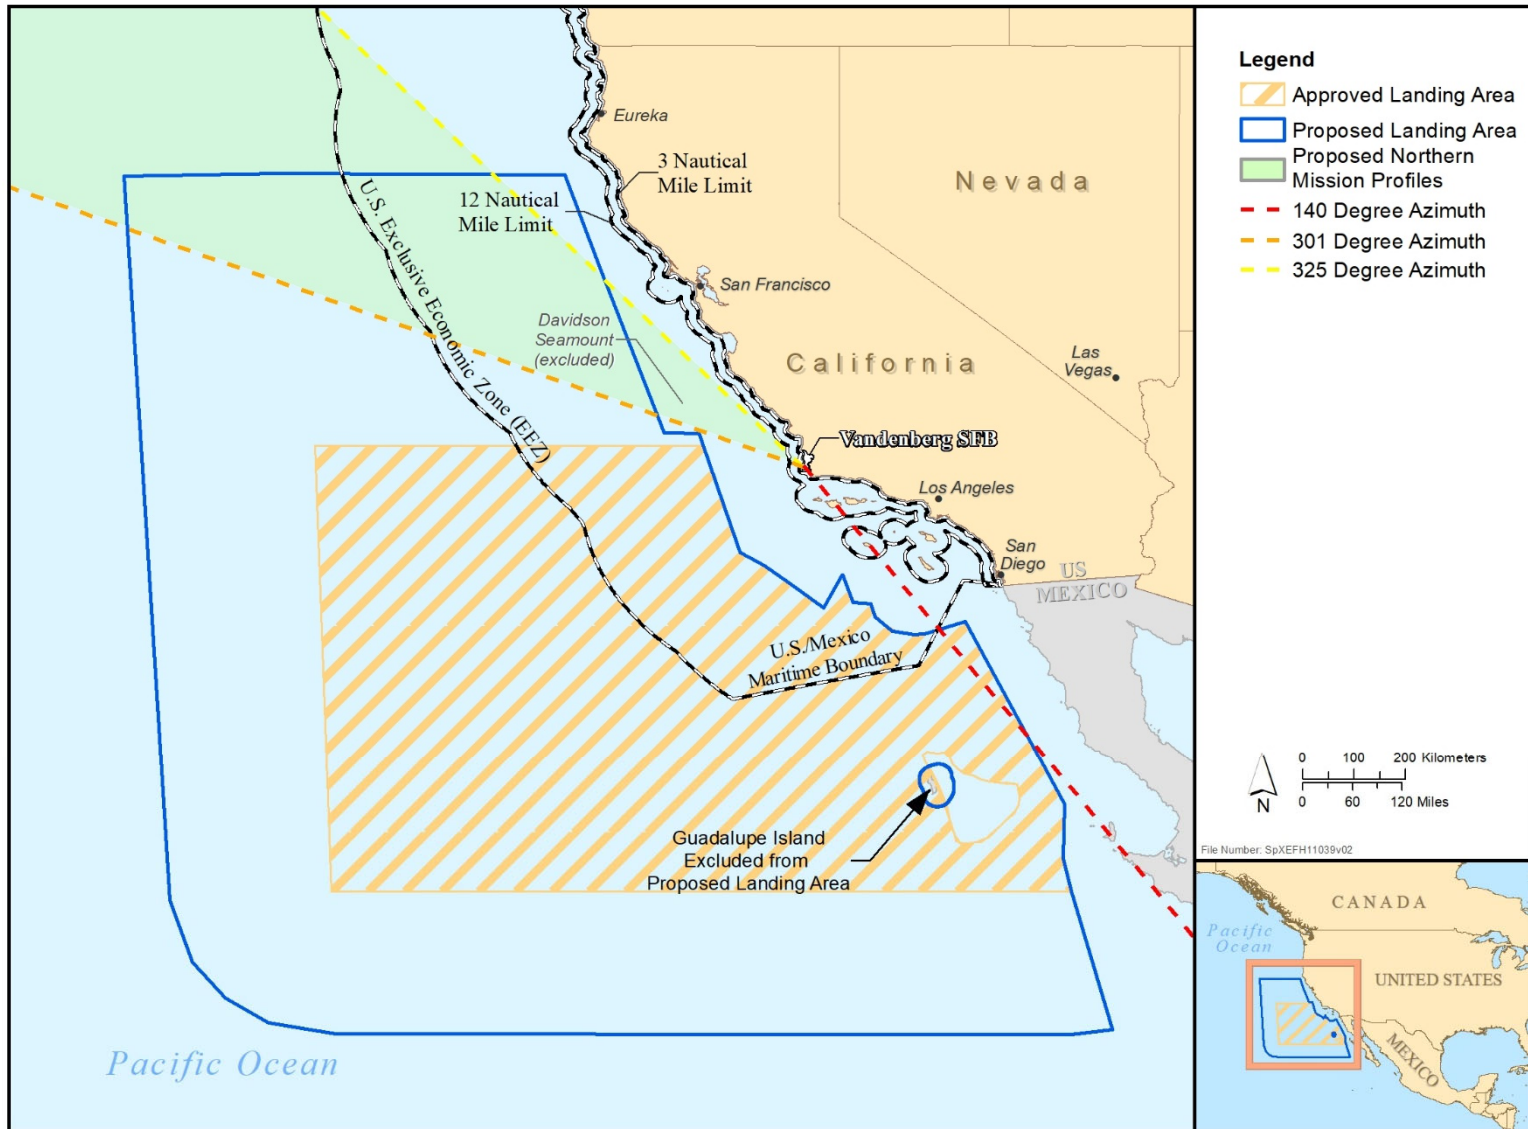 Eureka
3 Nautical
Mile Limit
12 Nautical
Mile Limit
Nevada
U.S. Exclusive Economic Zone (EEZ)
San Francisco
Davidson
Seamount
(excluded)
California
Las
Vegas
Vandenberg SFB
Los Angeles
San
Diego
US
MEXICO
U.S./Mexico
Maritime Boundary
Guadalupe Island
Excluded from
Proposed Landing Area
Pacific Ocean
Legend
Approved Landing Area
Proposed Landing Area
Proposed Northern
Mission Profiles
140 Degree Azimuth
301 Degree Azimuth
325 Degree Azimuth
N
0 100 200 Kilometers
0 60 120 Miles
File Number: SpXEFH11039v02
CANADA
Pacific
Ocean
UNITED STATES
MEXICO